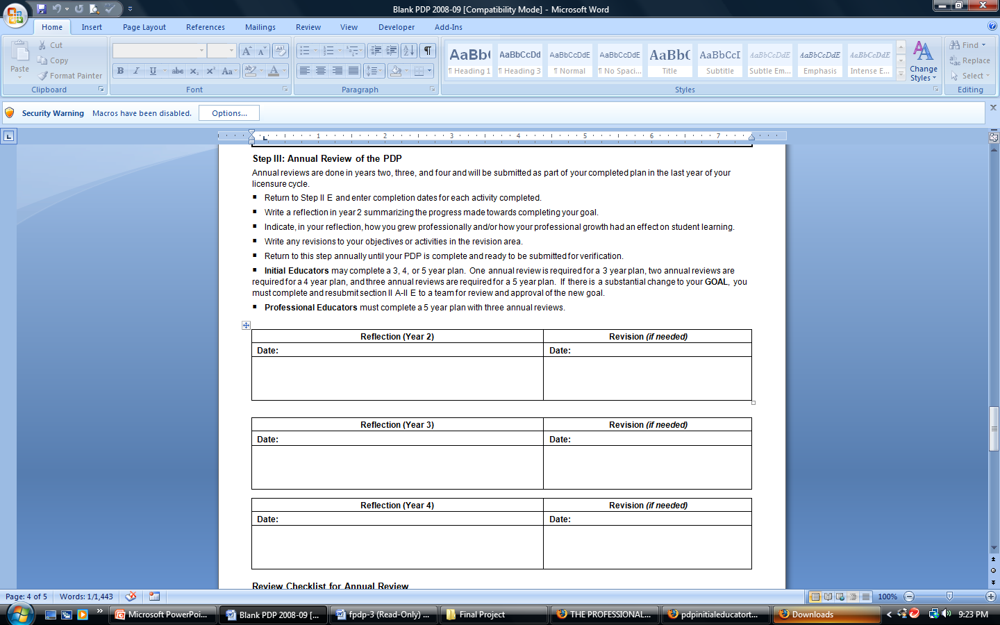 Blank PDP 2008-09 [Compatibility Mode] - Microsoft Word
Home Insert Page Layout References Mailings Review View Developer Add-Ins
Paste
Cut
Copy
Format Painter
Clipboard
Font
Paragraph
AaBb( AaBbCcDd AaBbCcDdE AaBbCcDdE AaBbC AaBbCcI AaBbCcDdE AaBbCcDdE AaBbCcDdE
¶ Heading 1 ¶ Heading 3 ¶ Normal ¶ No Spaci... Title Subtitle Subtle Em... Emphasis Intense E...
Styles
Change
Styles
Find
Replace
Select
Editing
Security Warning Macros have been disabled. Options...
1 2 3 4 5 6 7
Step III: Annual Review of the PDP
Annual reviews are done in years two, three, and four and will be submitted as part of your completed plan in the last year of your
licensure cycle.
▪ Return to Step II E and enter completion dates for each activity completed.
▪ Write a reflection in year 2 summarizing the progress made towards completing your goal.
▪ Indicate, in your reflection, how you grew professionally and/or how your professional growth had an effect on student learning.
▪ Write any revisions to your objectives or activities in the revision area.
▪ Return to this step annually until your PDP is complete and ready to be submitted for verification.
▪ Initial Educators may complete a 3, 4, or 5 year plan. One annual review is required for a 3 year plan, two annual reviews are
required for a 4 year plan, and three annual reviews are required for a 5 year plan. If there is a substantial change to your GOAL, you
must complete and resubmit section II A-II E to a team for review and approval of the new goal.
▪ Professional Educators must complete a 5 year plan with three annual reviews.
Reflection (Year 2) Revision (if needed)
Date: Date:
Reflection (Year 3) Revision (if needed)
Date: Date:
Reflection (Year 4) Revision (if needed)
Date: Date:
Review Checklist for Annual Review
Page: 4 of 5 Words: 1/1,443 100%
Microsoft PowerPoi... Blank PDP 2008-09 [... fpdp-3 (Read-Only) ... Final Project THE PROFESSIONAL... pdpinitialeducatort... Downloads 9:23 PM